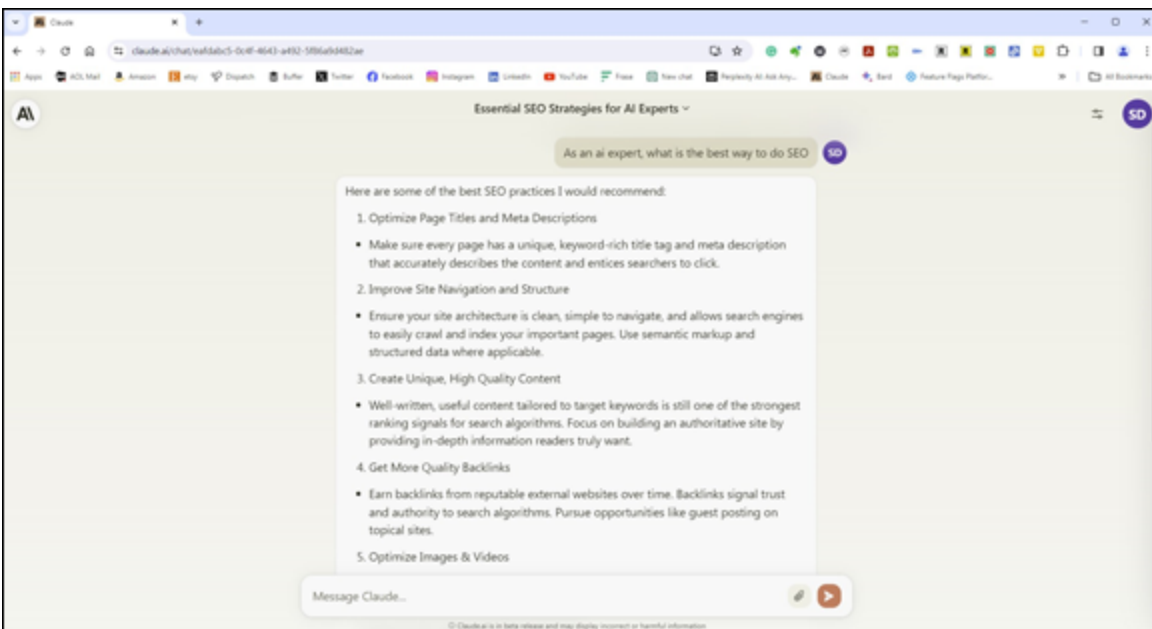 Claude
claude.ai/chat/eafdabc5-0c4f-4643-a492-5f86a9d482ae
Apps AOL Mail Amazon etsy Dispatch Buffer Twitter Facebook Instagram LinkedIn YouTube Frase New chat Perplexity AI: Ask Any... Claude Bard Feature Flags Platfor... All Bookmarks
Essential SEO Strategies for AI Experts
SD
As an ai expert, what is the best way to do SEO
SD
Here are some of the best SEO practices I would recommend:
1. Optimize Page Titles and Meta Descriptions
▪ Make sure every page has a unique, keyword-rich title tag and meta description
that accurately describes the content and entices searchers to click.
2. Improve Site Navigation and Structure
▪ Ensure your site architecture is clean, simple to navigate, and allows search engines
to easily crawl and index your important pages. Use semantic markup and
structured data where applicable.
3. Create Unique, High Quality Content
▪ Well-written, useful content tailored to target keywords is still one of the strongest
ranking signals for search algorithms. Focus on building an authoritative site by
providing in-depth information readers truly want.
4. Get More Quality Backlinks
▪ Earn backlinks from reputable external websites over time. Backlinks signal trust
and authority to search algorithms. Pursue opportunities like guest posting on
topical sites.
5. Optimize Images & Videos
Message Claude...
Claude.ai is in beta release and may display incorrect or harmful information